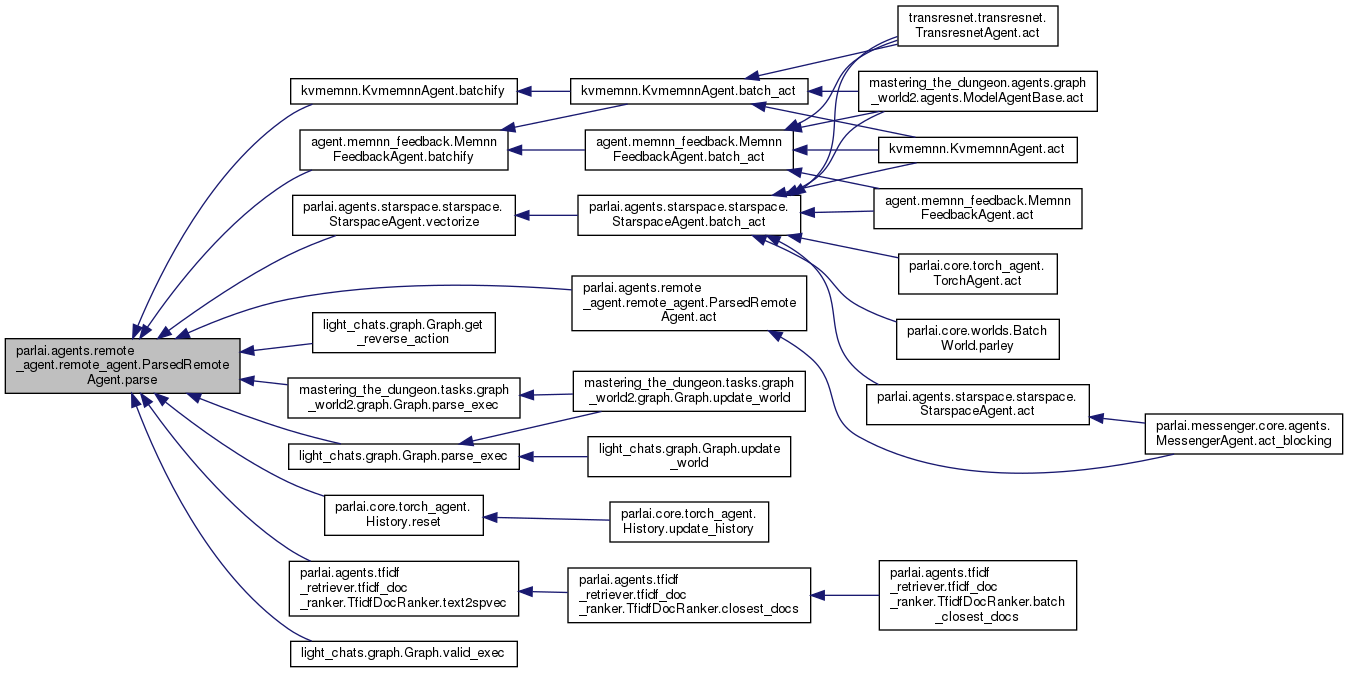 parlai.agents.remote
_agent.remote_agent.ParsedRemote
Agent.parse
kvmemnn.KvmemnnAgent.batchify
agent.memnn_feedback.Memnn
FeedbackAgent.batchify
parlai.agents.starspace.starspace.
StarspaceAgent.vectorize
parlai.agents.remote
_agent.remote_agent.ParsedRemote
Agent.act
light_chats.graph.Graph.get
_reverse_action
mastering_the_dungeon.tasks.graph
_world2.graph.Graph.parse_exec
light_chats.graph.Graph.parse_exec
parlai.core.torch_agent.
History.reset
parlai.agents.tfidf
_retriever.tfidf_doc
_ranker.TfidfDocRanker.text2spvec
light_chats.graph.Graph.valid_exec
kvmemnn.KvmemnnAgent.batch_act
agent.memnn_feedback.Memnn
FeedbackAgent.batch_act
parlai.agents.starspace.starspace.
StarspaceAgent.batch_act
mastering_the_dungeon.tasks.graph
_world2.graph.Graph.update_world
light_chats.graph.Graph.update
_world
parlai.core.torch_agent.
History.update_history
parlai.agents.tfidf
_retriever.tfidf_doc
_ranker.TfidfDocRanker.closest_docs
transresnet.transresnet.
TransresnetAgent.act
mastering_the_dungeon.agents.graph
_world2.agents.ModelAgentBase.act
kvmemnn.KvmemnnAgent.act
agent.memnn_feedback.Memnn
FeedbackAgent.act
parlai.core.torch_agent.
TorchAgent.act
parlai.core.worlds.Batch
World.parley
parlai.agents.starspace.starspace.
StarspaceAgent.act
parlai.messenger.core.agents.
MessengerAgent.act_blocking
parlai.agents.tfidf
_retriever.tfidf_doc
_ranker.TfidfDocRanker.batch
_closest_docs